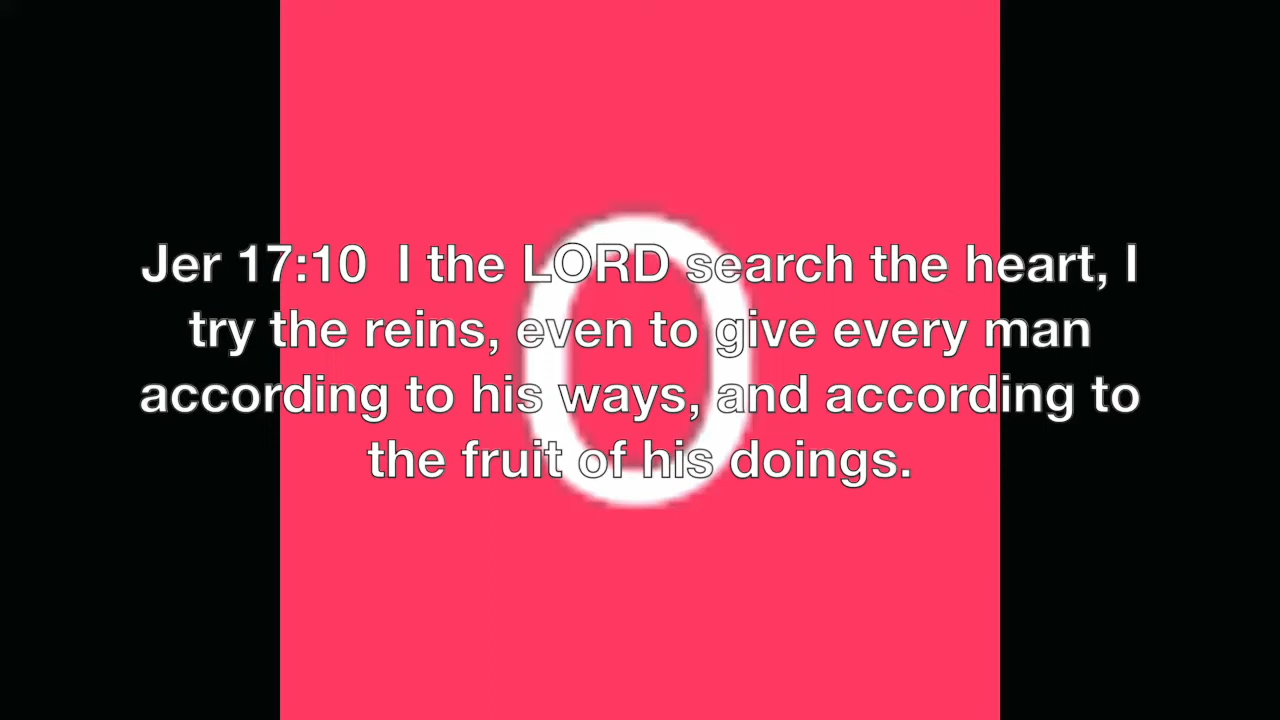 Jer 17:10  I the LORD search the heart, I
try the reins, even to give every man
according to his ways, and according to
the fruit of his doings.
O